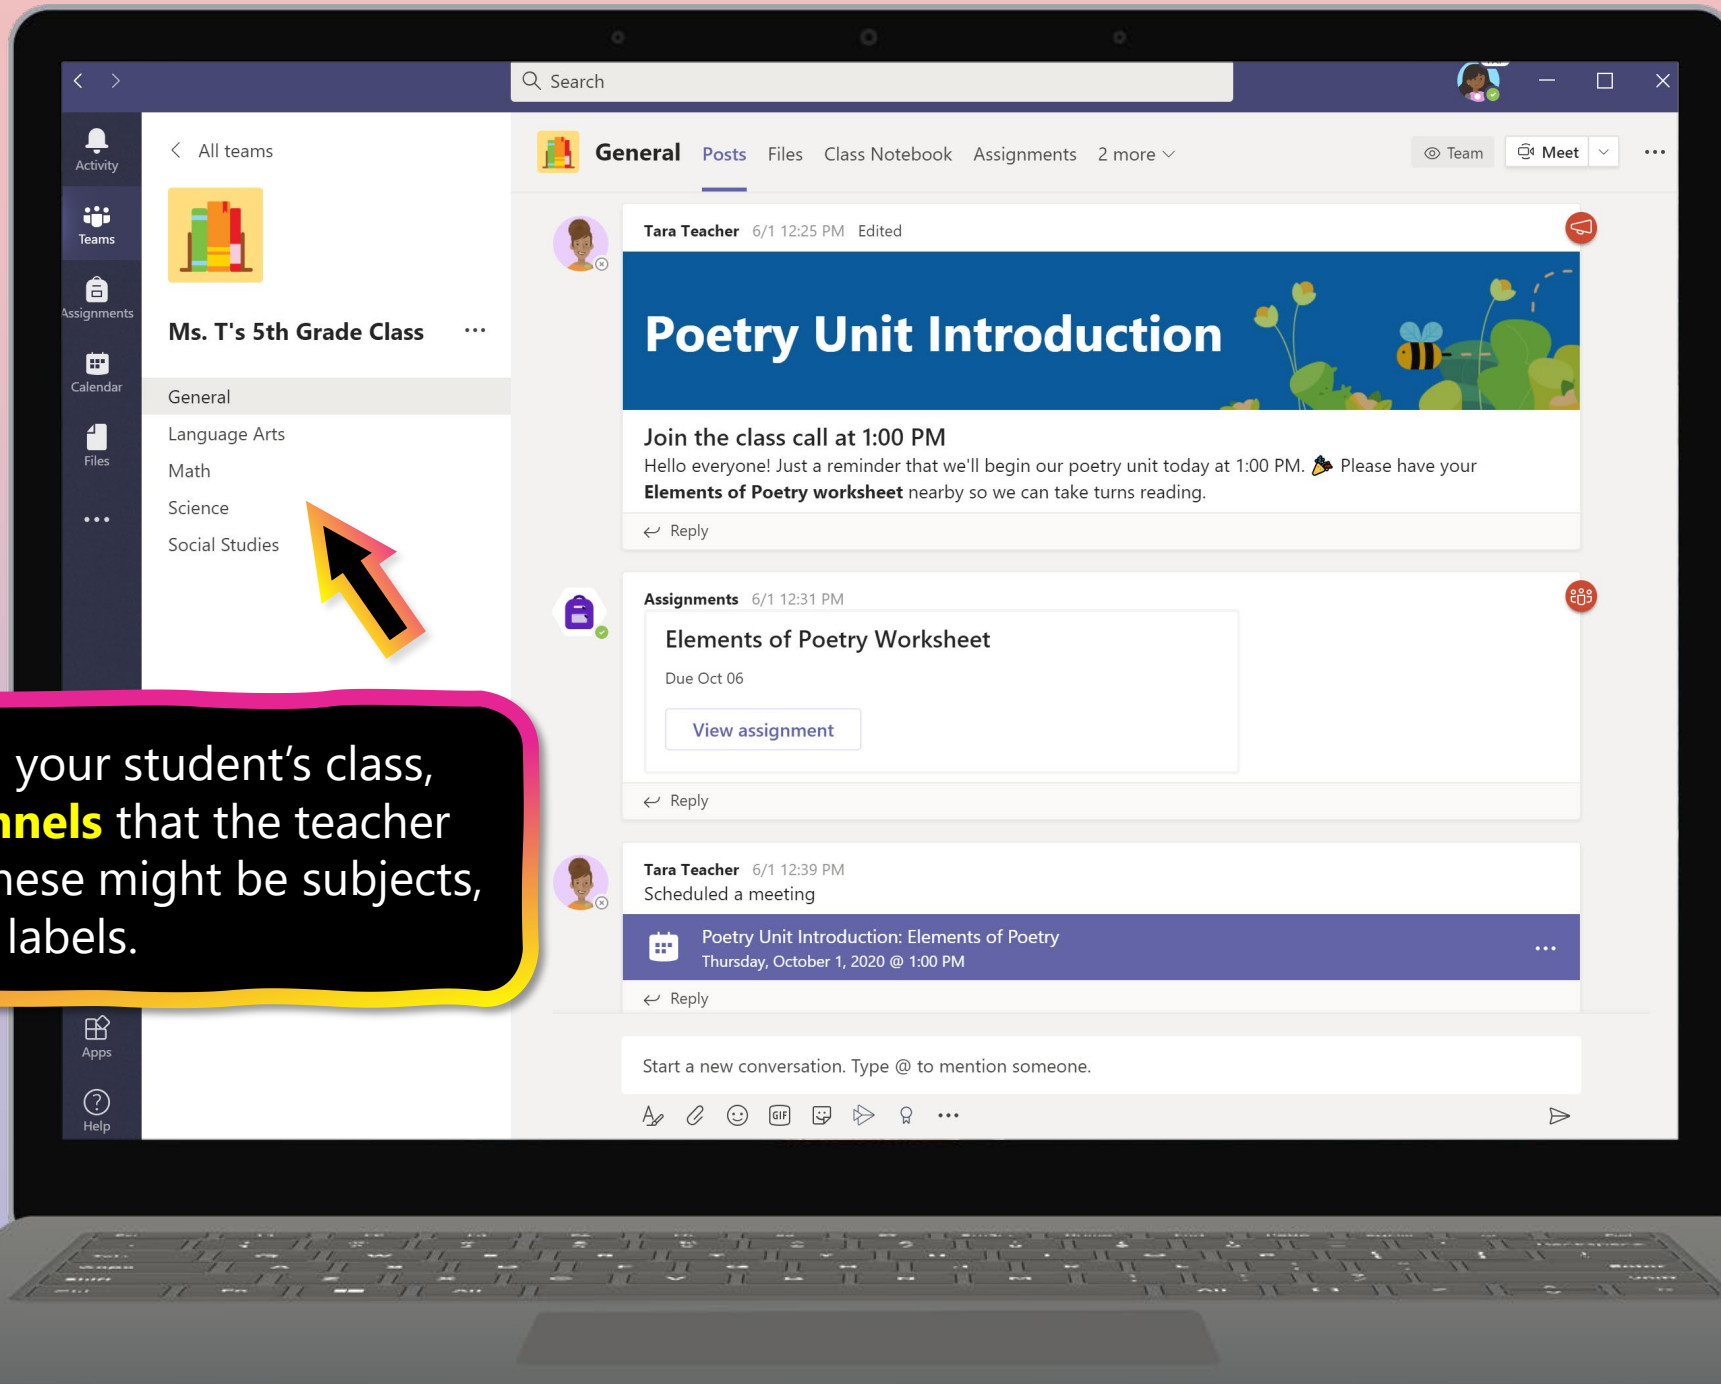 Search
Activity
Teams
Assignments
Calendar
Files
Apps
Help
All teams
Ms. T's 5th Grade Class
General
Language Arts
Math
Science
Social Studies
your student's class,
nnels that the teacher
hese might be subjects,
labels.
General Posts Files Class Notebook Assignments 2 more
Team Meet
Tara Teacher 6/1 12:25 PM Edited
Poetry Unit Introduction
Join the class call at 1:00 PM
Hello everyone! Just a reminder that we'll begin our poetry unit today at 1:00 PM. 🎉 Please have your
Elements of Poetry worksheet nearby so we can take turns reading.
Reply
Assignments 6/1 12:31 PM
Elements of Poetry Worksheet
Due Oct 06
View assignment
Reply
Tara Teacher 6/1 12:39 PM
Scheduled a meeting
Poetry Unit Introduction: Elements of Poetry
Thursday, October 1, 2020 @ 1:00 PM
Reply
Start a new conversation. Type @ to mention someone.
GIF